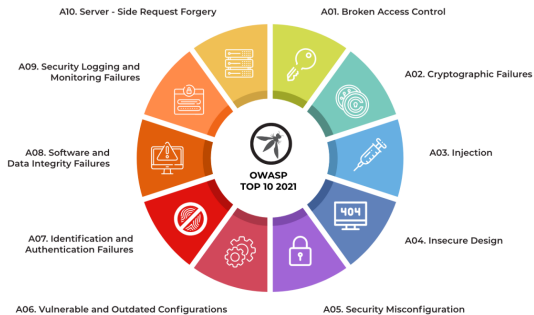 A10. Server - Side Request Forgery
A01. Broken Access Control
A09. Security Logging and
Monitoring Failures
A02. Cryptographic Failures
A08. Software and
Data Integrity Failures
A03. Injection
OWASP
TOP 10 2021
A07. Identification and
Authentication Failures
404
A04. Insecure Design
A06. Vulnerable and Outdated Configurations
A05. Security Misconfiguration